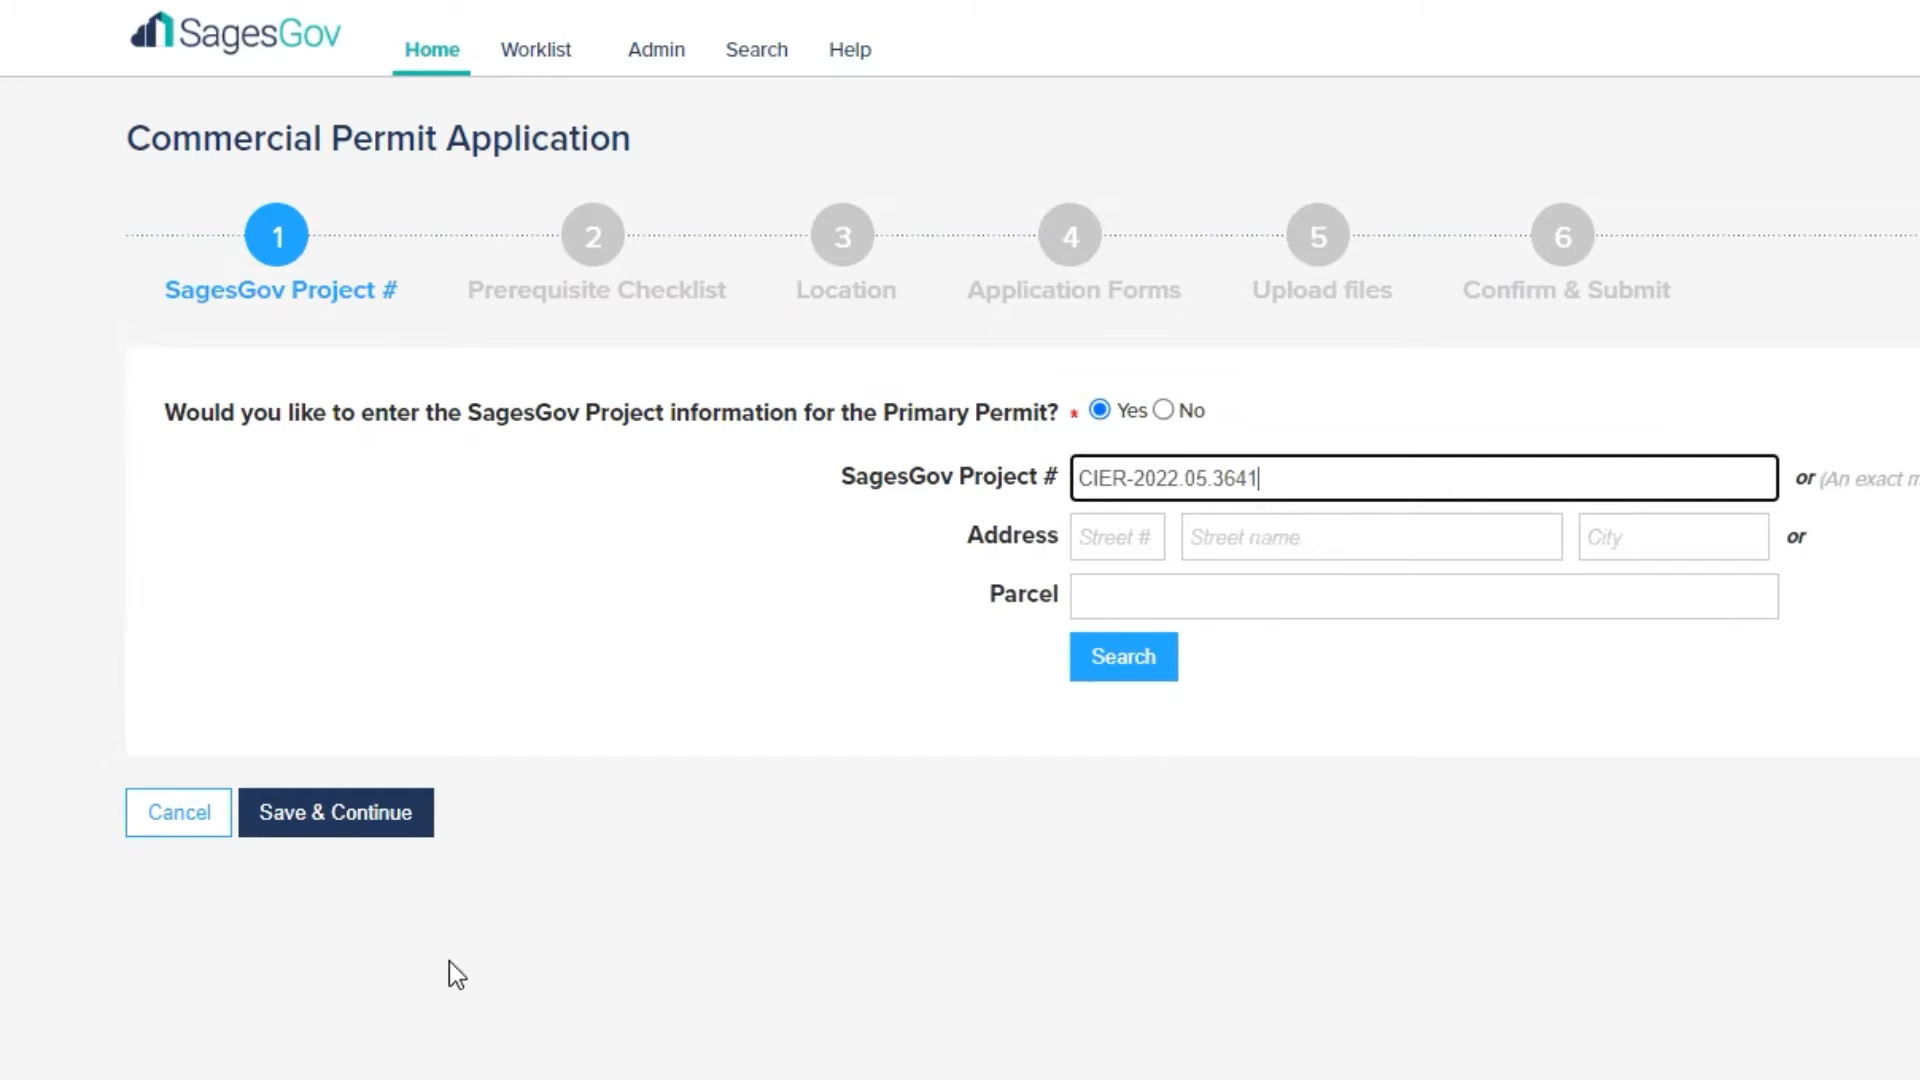 SagesGov
Home Worklist Admin Search Help
Commercial Permit Application
1 2 3 4 5 6
SagesGov Project # Prerequisite Checklist Location Application Forms Upload files Confirm & Submit
Would you like to enter the SagesGov Project information for the Primary Permit? * Yes No
SagesGov Project # CIER-2022.05.3641 or (An exact m
Address Street # Street name City or
Parcel
Search
Cancel Save & Continue